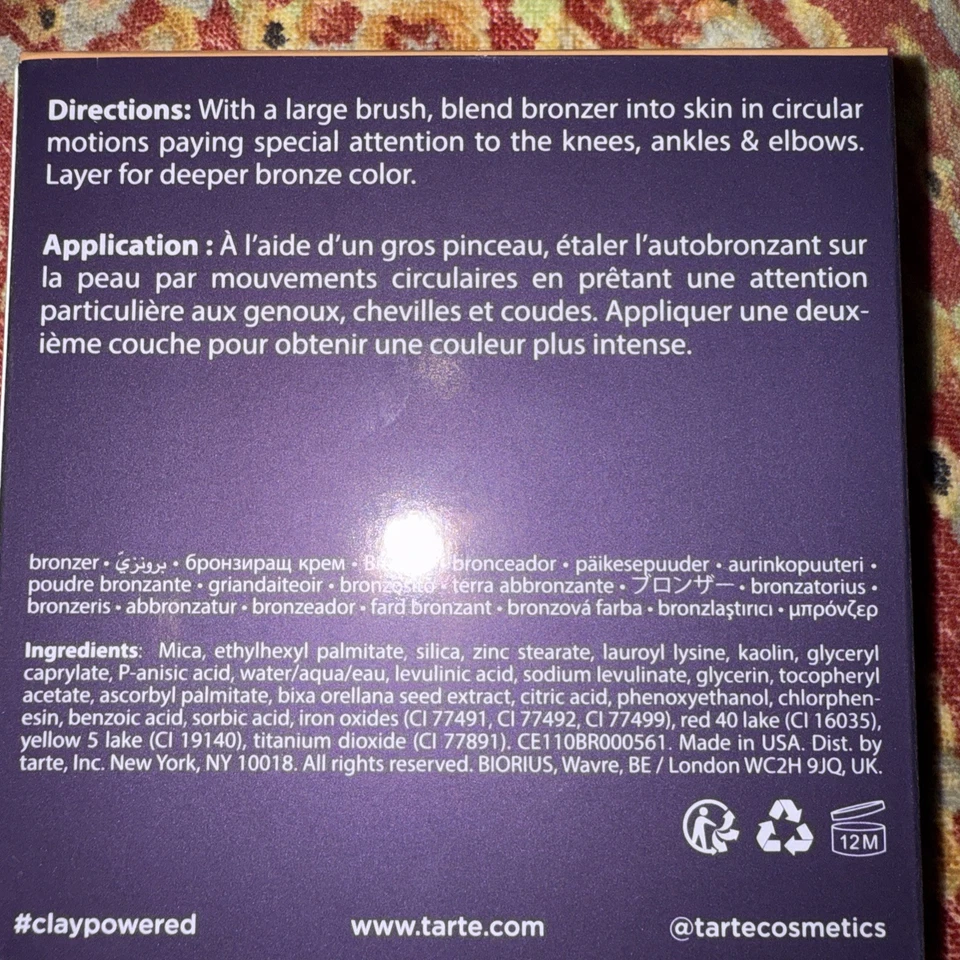 Directions: With a large brush, blend bronzer into skin in circular
motions paying special attention to the knees, ankles & elbows.
Layer for deeper bronze color.
Application : À l’aide d’un gros pinceau, étaler l’autobronzant sur
la peau par mouvements circulaires en prêtant une attention
particulière aux genoux, chevilles et coudes. Appliquer une deux-
ième couche pour obtenir une couleur plus intense.
bronzer • برونزيّ • бронзиращ крем • bronceador • päikesepuuder • aurinkopuuteri •
poudre bronzante • griandaiteoir • bronzosító • terra abbronzante • ブロンザー • bronzatorius •
bronzeris • abbronzatur • bronzeador • fard bronzant • bronzová farba • bronzlaştırıcı • μπρόνζερ
Ingredients: Mica, ethylhexyl palmitate, silica, zinc stearate, lauroyl lysine, kaolin, glyceryl
caprylate, P-anisic acid, water/aqua/eau, levulinic acid, sodium levulinate, glycerin, tocopheryl
acetate, ascorbyl palmitate, bixa orellana seed extract, citric acid, phenoxyethanol, chlorphen-
esin, benzoic acid, sorbic acid, iron oxides (CI 77491, CI 77492, CI 77499), red 40 lake (CI 16035),
yellow 5 lake (CI 19140), titanium dioxide (CI 77891). CE110BR000561. Made in USA. Dist. by
tarte, Inc. New York, NY 10018. All rights reserved. BIORIUS, Wavre, BE / London WC2H 9JQ, UK.
12M
#claypowered
www.tarte.com
@tartecosmetics